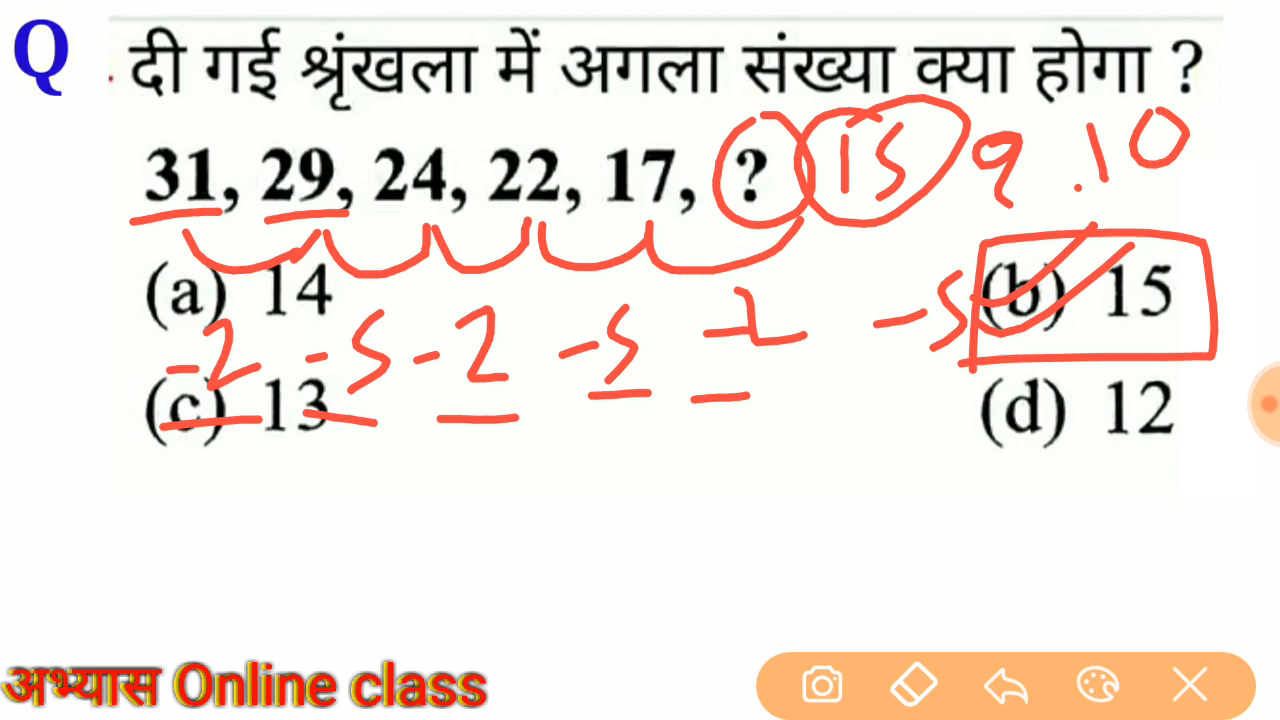 Q दी गई श्रृंखला में अगला संख्या क्या होगा ?
31, 29, 24, 22, 17, ? 15 9 . 10
(a) 14 (b) 15
-2 -5 -2 -5 -2 -5
(c) 13 (d) 12
अभ्यास Online class